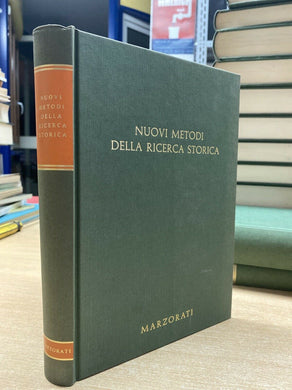 NUOVI
METODI
DELLA
RICERCA
STORICA
MARZORATI
NUOVI METODI
DELLA RICERCA STORICA
MARZORATI